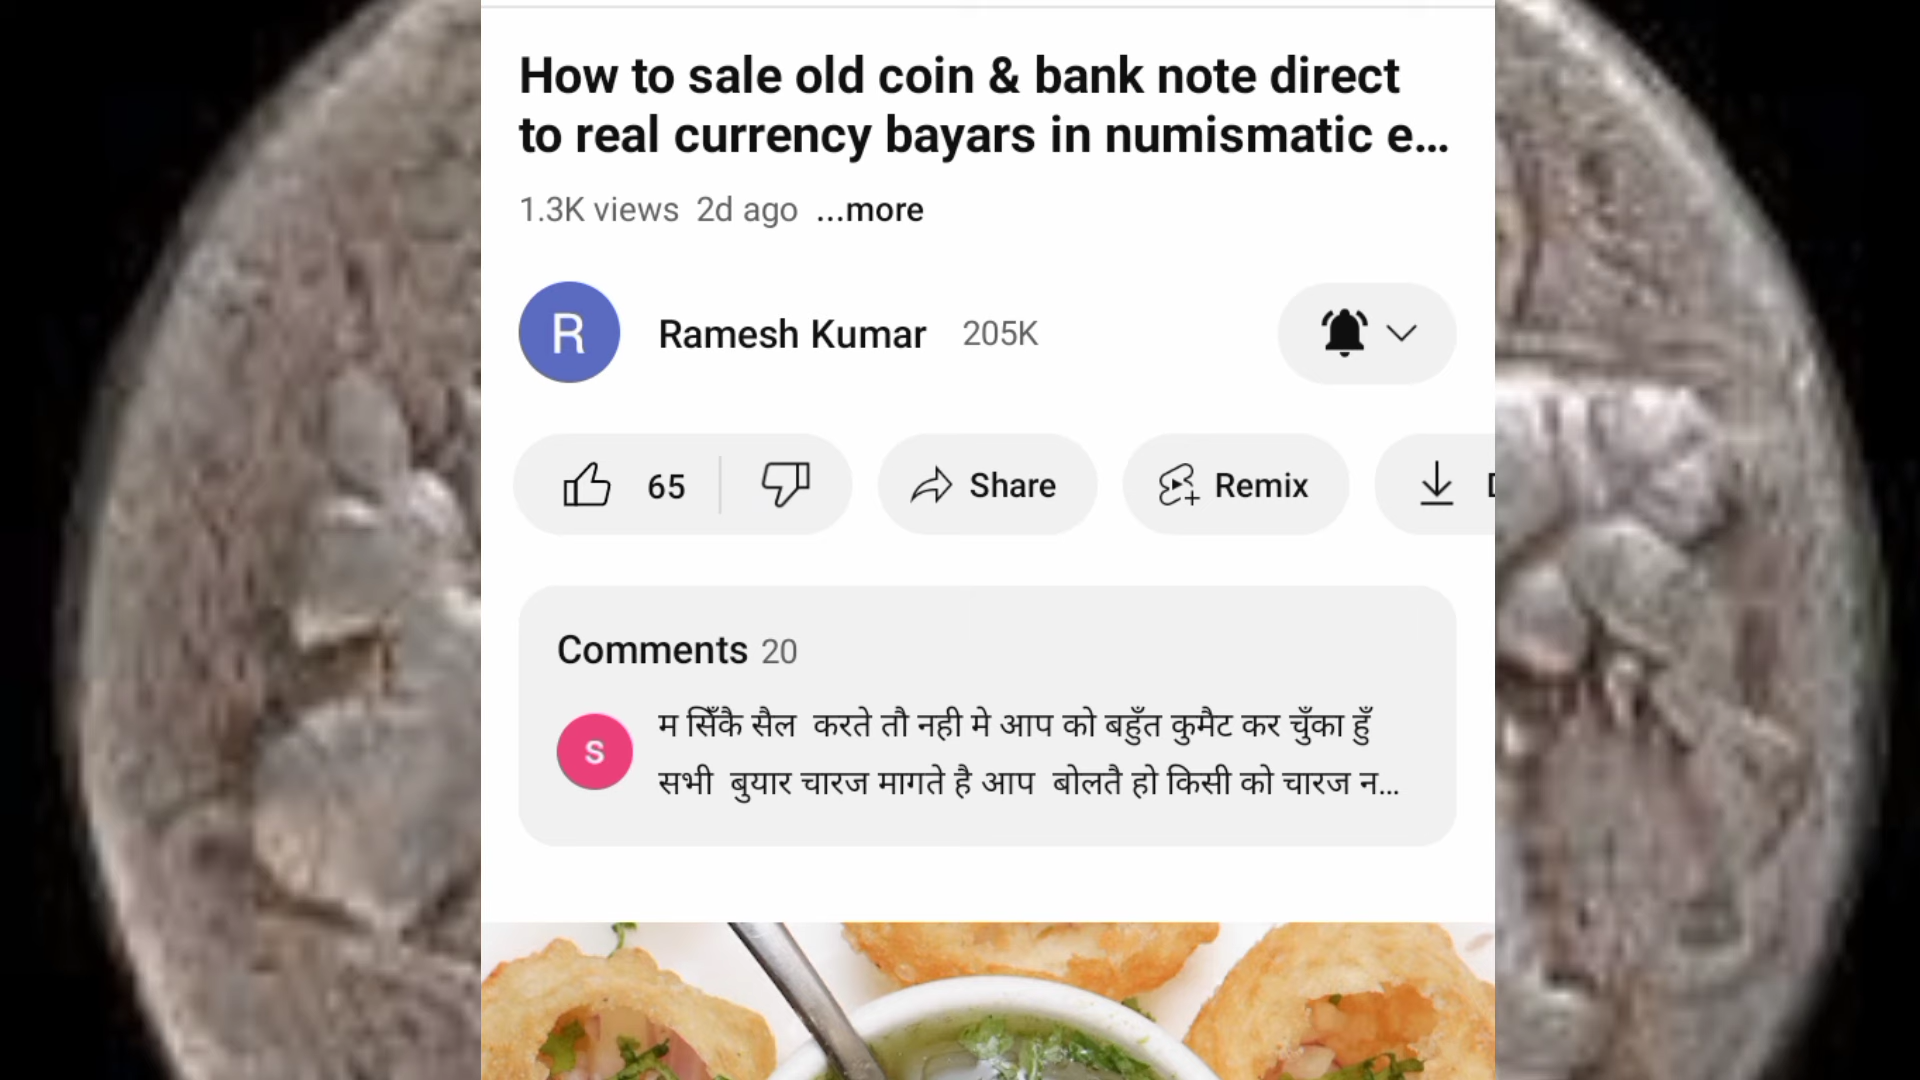 How to sale old coin & bank note direct
to real currency bayars in numismatic e...
1.3K views 2d ago ...more
R Ramesh Kumar 205K
65 Share Remix
Comments 20
S म सिँकै सैल करते तौ नही मे आप को बहुँत कुमैट कर चुँका हुँ
सभी बुयार चारज मागते है आप बोलतै हो किसी को चारज न...